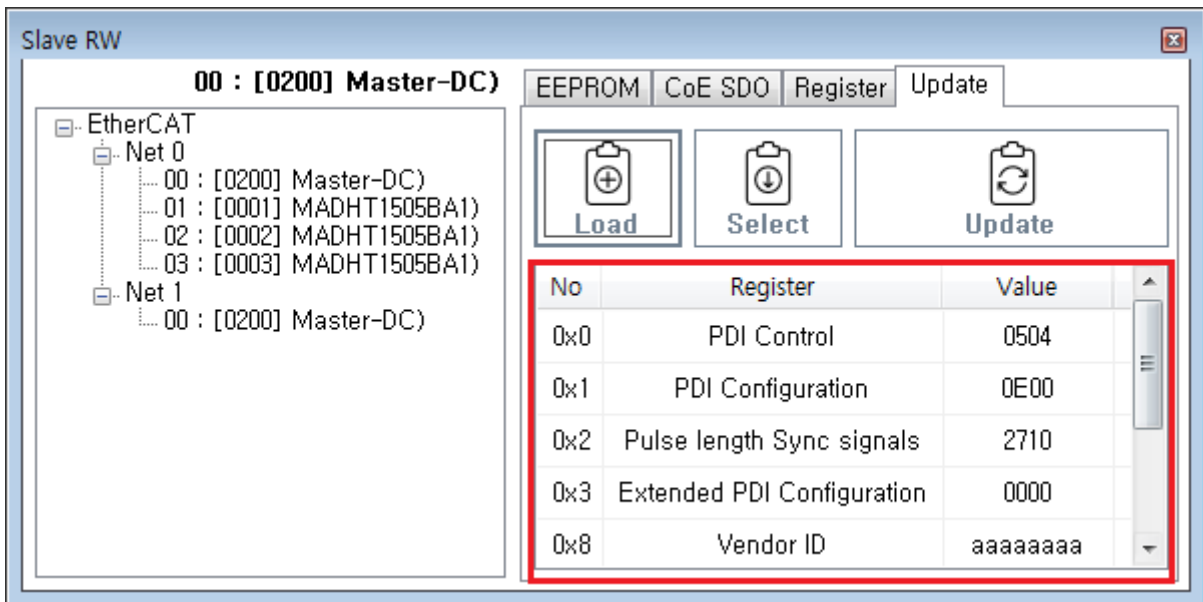 Slave RW
00 : [0200] Master-DC)
EtherCAT
Net 0
00 : [0200] Master-DC)
01 : [0001] MADHT1505BA1)
02 : [0002] MADHT1505BA1)
03 : [0003] MADHT1505BA1)
Net 1
00 : [0200] Master-DC)
EEPROM CoE SDO Register Update
Load Select Update
No Register Value
0x0 PDI Control 0504
0x1 PDI Configuration 0E00
0x2 Pulse length Sync signals 2710
0x3 Extended PDI Configuration 0000
0x8 Vendor ID aaaaaaaa